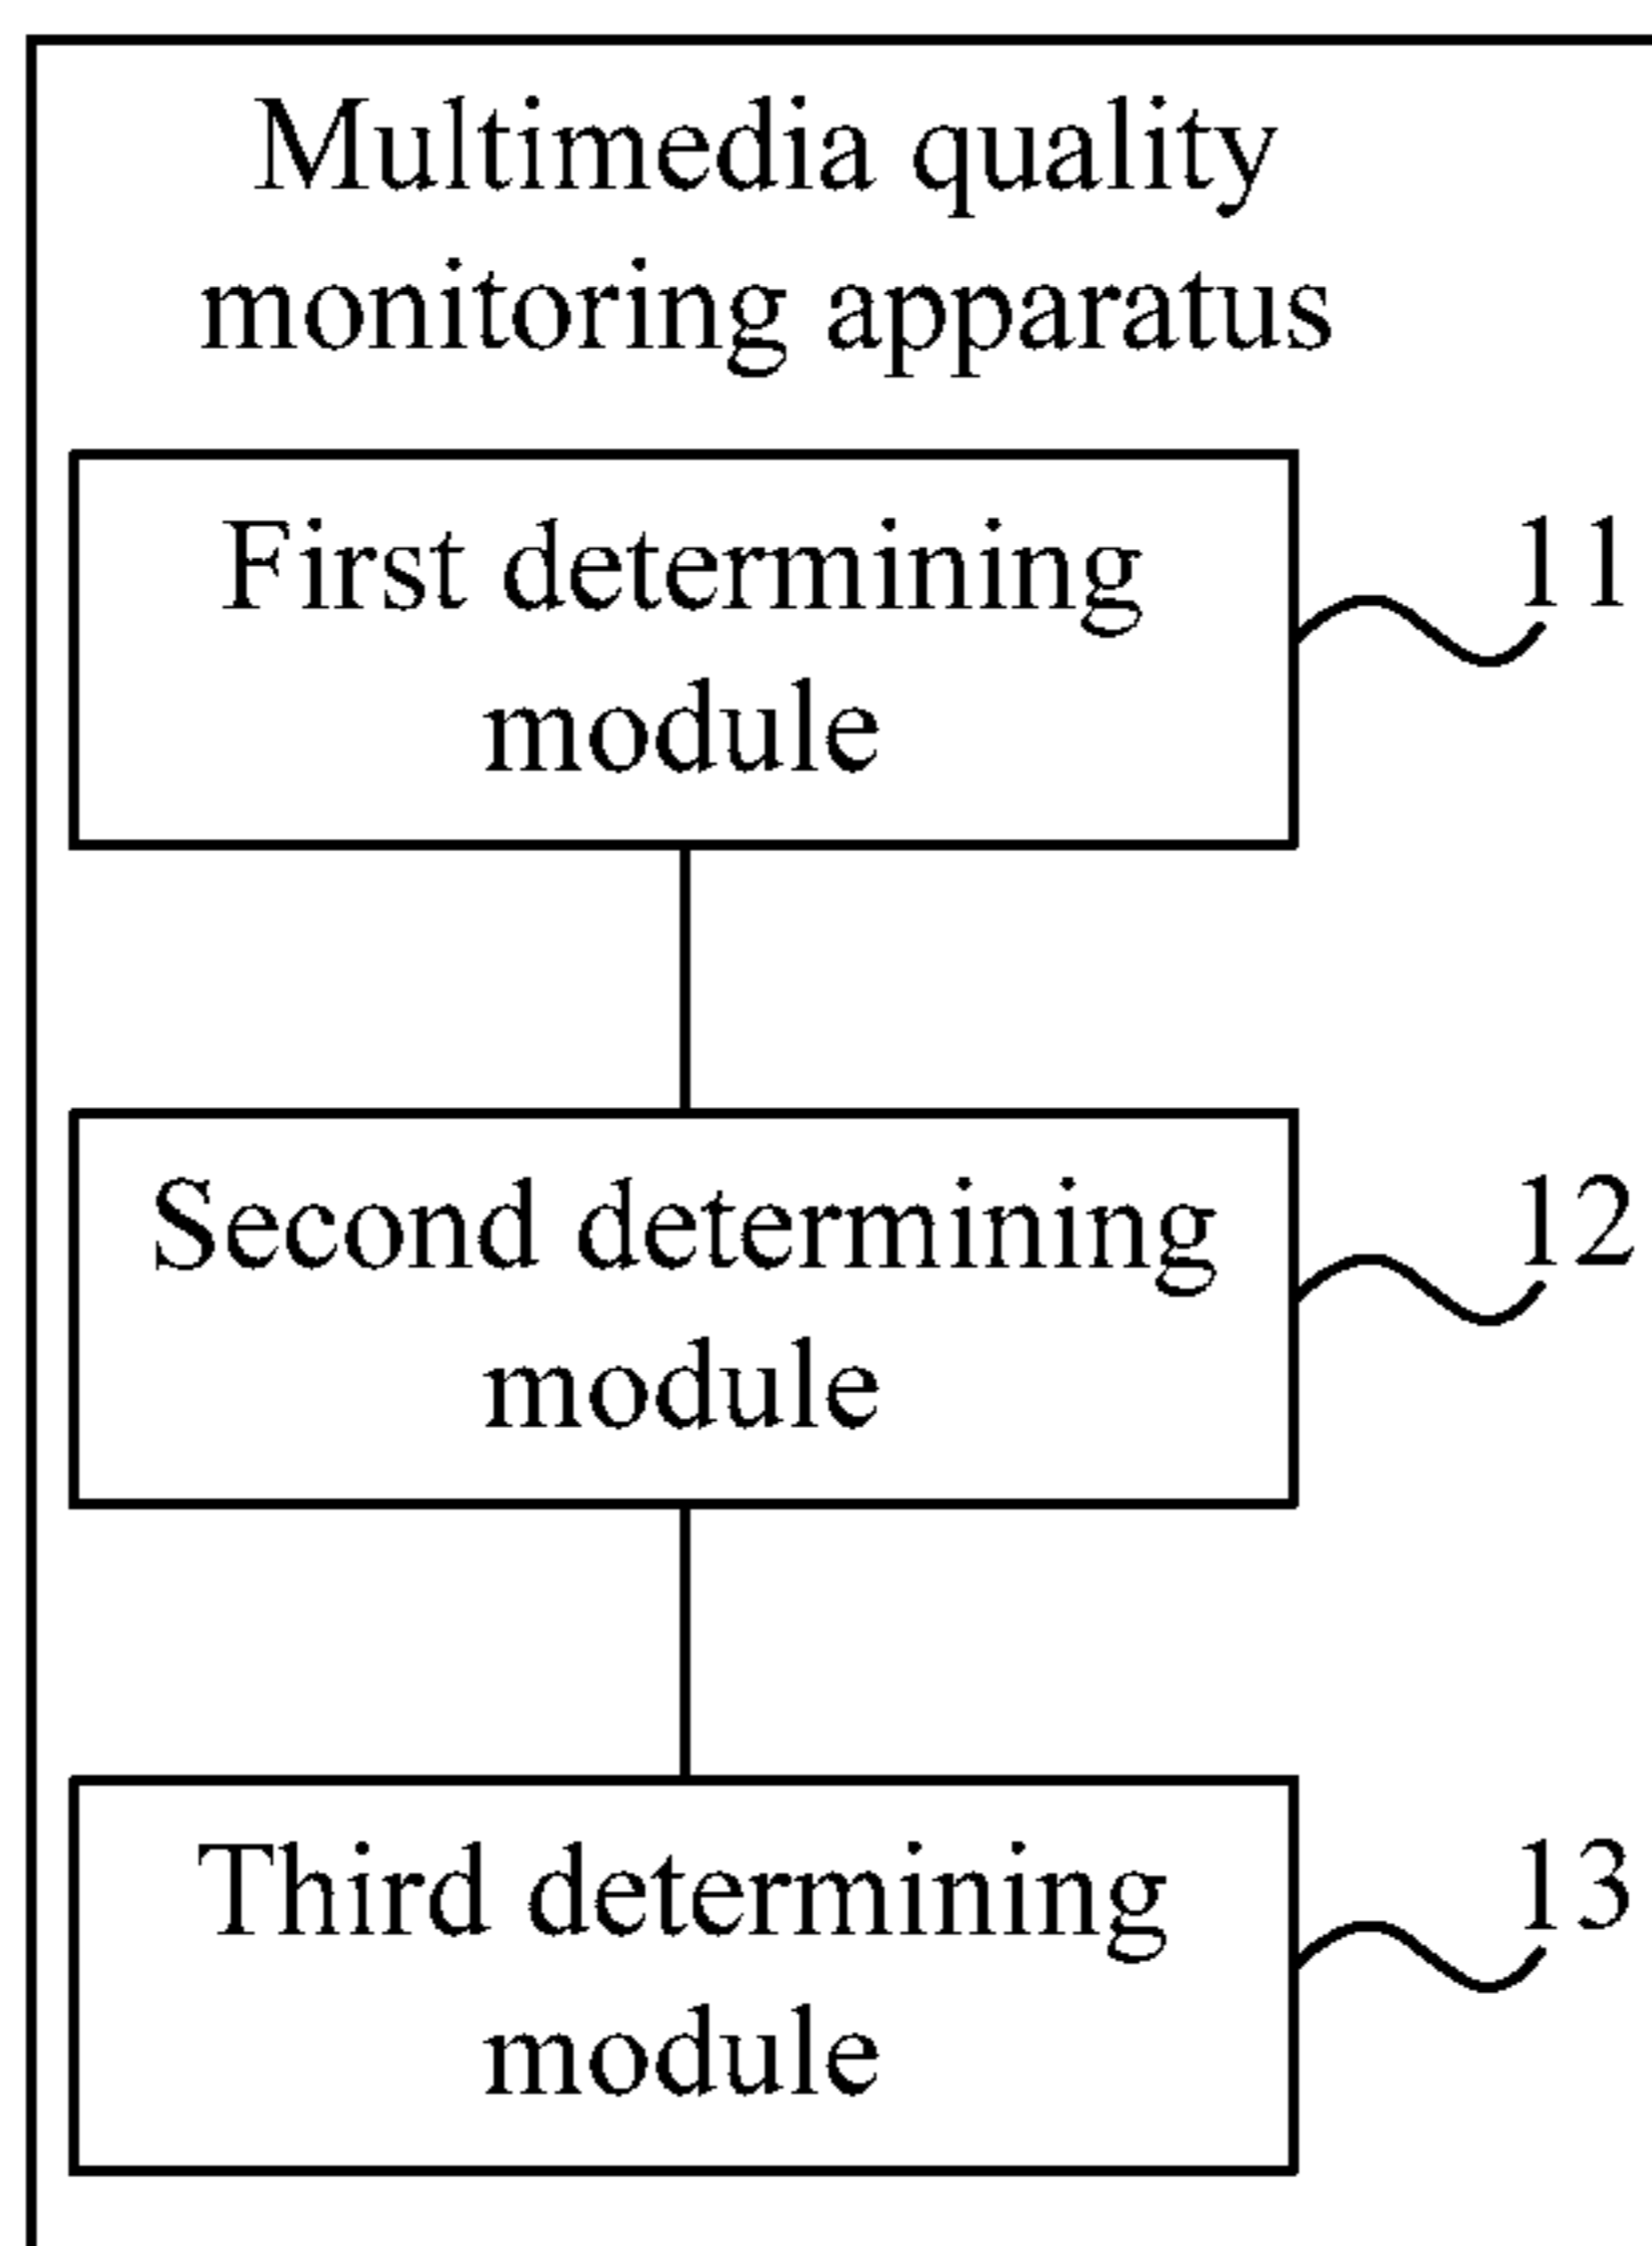 Multimedia quality
monitoring apparatus
First determining
module
11
Second determining
module
12
Third determining
module
13